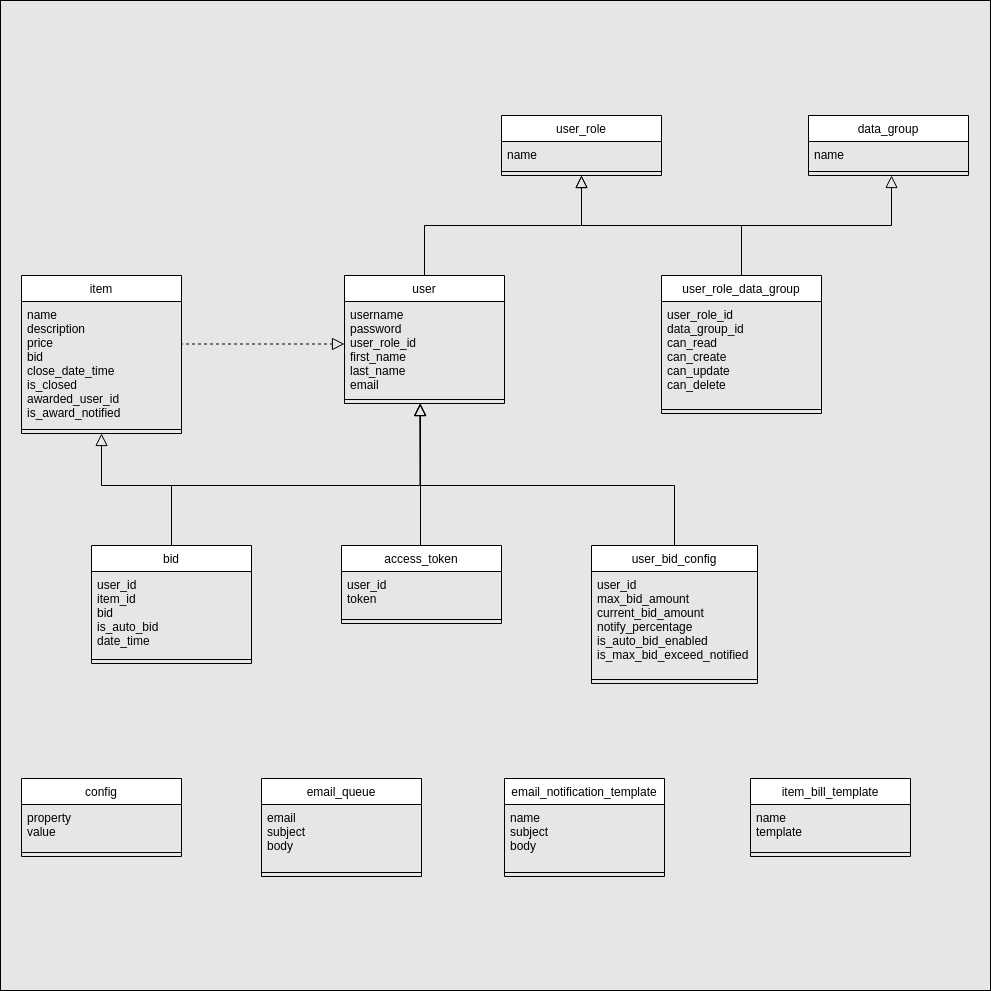 user_role
name
data_group
name
item
name
description
price
bid
close_date_time
is_closed
awarded_user_id
is_award_notified
user
username
password
user_role_id
first_name
last_name
email
user_role_data_group
user_role_id
data_group_id
can_read
can_create
can_update
can_delete
bid
user_id
item_id
bid
is_auto_bid
date_time
access_token
user_id
token
user_bid_config
user_id
max_bid_amount
current_bid_amount
notify_percentage
is_auto_bid_enabled
is_max_bid_exceed_notified
config
property
value
email_queue
email
subject
body
email_notification_template
name
subject
body
item_bill_template
name
template